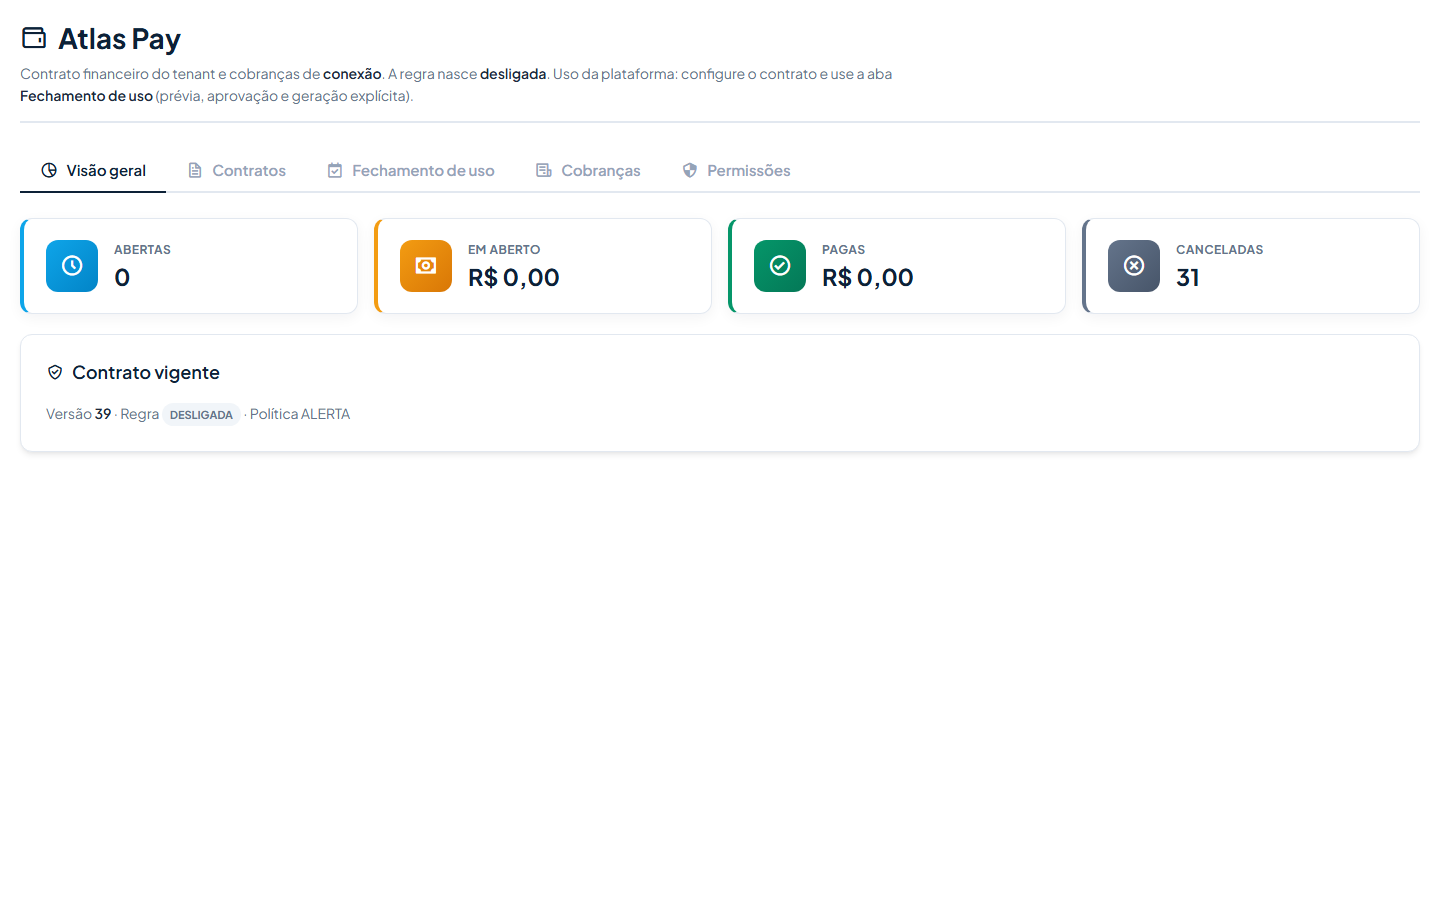 Atlas Pay
Contrato financeiro do tenant e cobranças de conexão. A regra nasce desligada. Uso da plataforma: configure o contrato e use a aba
Fechamento de uso (prévia, aprovação e geração explícita).
Visão geral Contratos Fechamento de uso Cobranças Permissões
ABERTAS
0
EM ABERTO
R$ 0,00
PAGAS
R$ 0,00
CANCELADAS
31
Contrato vigente
Versão 39 · Regra DESLIGADA · Política ALERTA